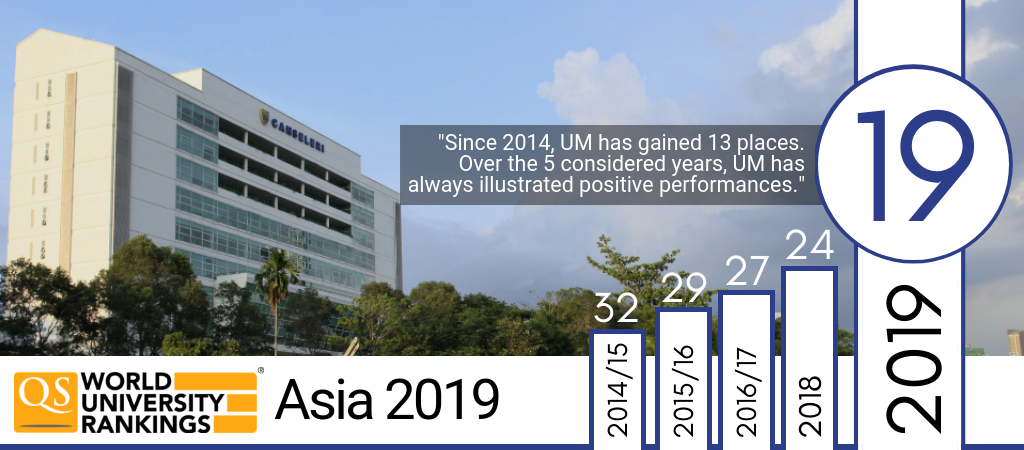 CANSELERI
"Since 2014, UM has gained 13 places.
Over the 5 considered years, UM has
always illustrated positive performances."
19
2019
24
2018
27
2016/17
29
2015/16
32
2014/15
QS
WORLD
UNIVERSITY
RANKINGS
®
Asia 2019